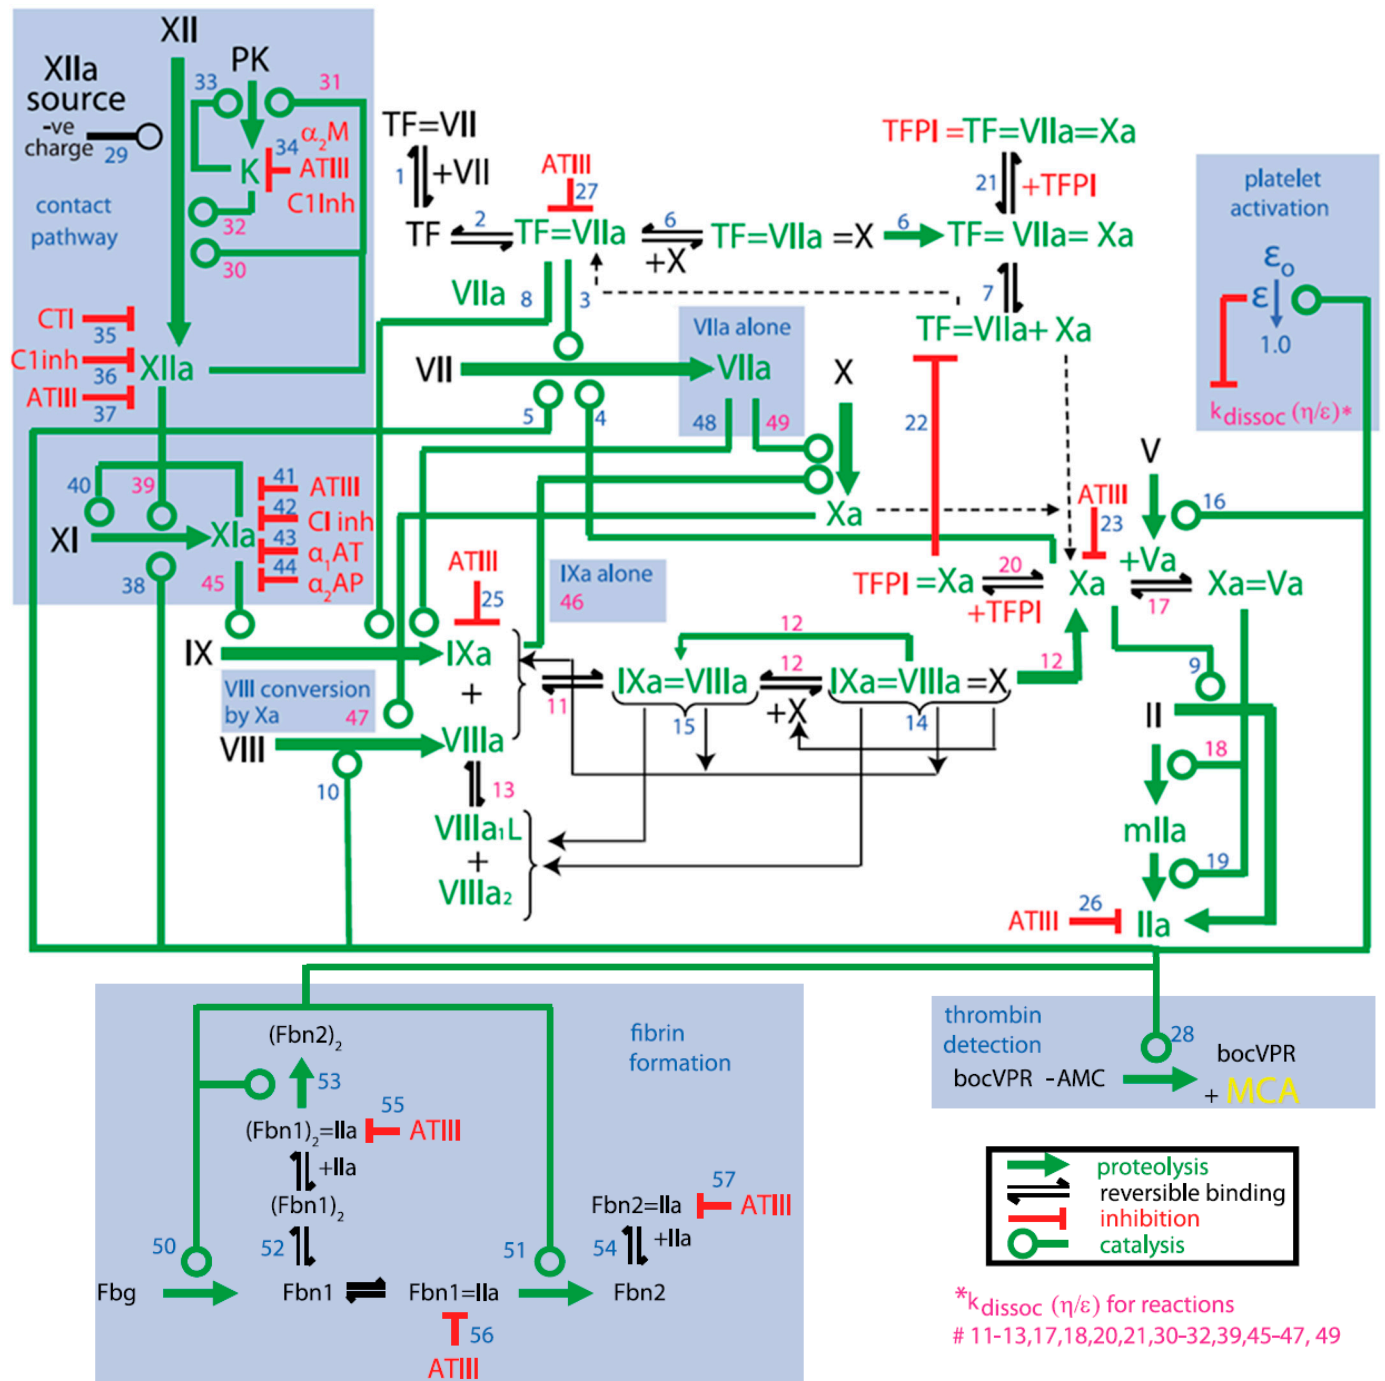 XII
XIIa
source
-ve
charge
29
PK
33
31
34
α2M
K
ATIII
C1Inh
contact
pathway
32
30
CTI
35
C1inh
36
XIIa
ATIII
37
40
39
41
ATIII
42
CI inh
XI
XIa
43
α1AT
44
α2AP
38
45
TF=VII
1
+VII
ATIII
27
TF
2
TF=VIIa
6
+X
TF=VIIa =X
6
TF= VIIa= Xa
TFPI =TF=VIIa=Xa
21
+TFPI
7
TF=VIIa+ Xa
VIIa
8
3
VIIa alone
VII
VIIa
X
5
4
48
49
22
Xa
platelet
activation
εo
ε
1.0
kdissoc (η/ε)*
V
16
ATIII
23
+Va
TFPI =Xa
20
+TFPI
Xa
17
Xa=Va
ATIII
25
IXa alone
46
IX
IXa
+
VIII conversion
by Xa
47
VIII
VIIIa
10
11
IXa=VIIIa
15
12
12
+X
IXa=VIIIa =X
14
12
13
VIIIa1L
+
VIIIa2
9
II
18
mIIa
19
ATIII
26
IIa
fibrin
formation
(Fbn2)2
53
(Fbn1)2=IIa
55
ATIII
+IIa
(Fbn1)2
52
50
Fbg
Fbn1
Fbn1=IIa
51
Fbn2
56
ATIII
Fbn2=IIa
57
ATIII
54
+IIa
thrombin
detection
28
bocVPR -AMC
bocVPR
+ MCA
proteolysis
reversible binding
inhibition
catalysis
*kdissoc (η/ε) for reactions
# 11-13,17,18,20,21,30-32,39,45-47, 49